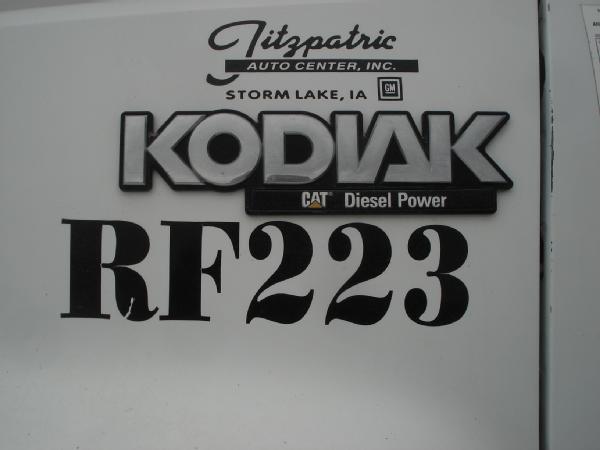 Fitzpatric
AUTO CENTER, INC.
STORM LAKE, IA GM
KODIAK
CAT Diesel Power
RF223